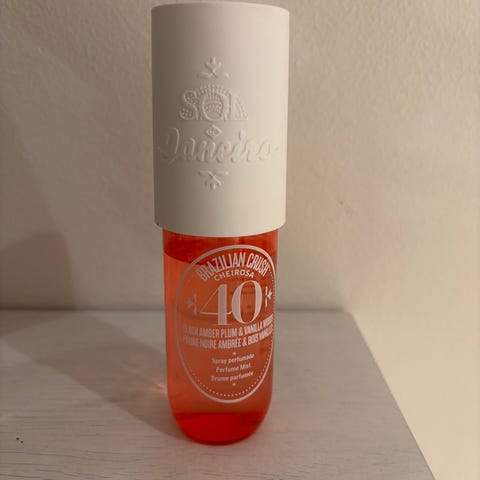 SOL
de
Janeiro
BRAZILIAN CRUSH
CHEIROSA
40
BLACK AMBER PLUM & VANILLA WOODS
PRUNE NOIRE AMBRÉE & BOIS VANILLÉS
Spray perfumado
Perfume Mist
Brume parfumée